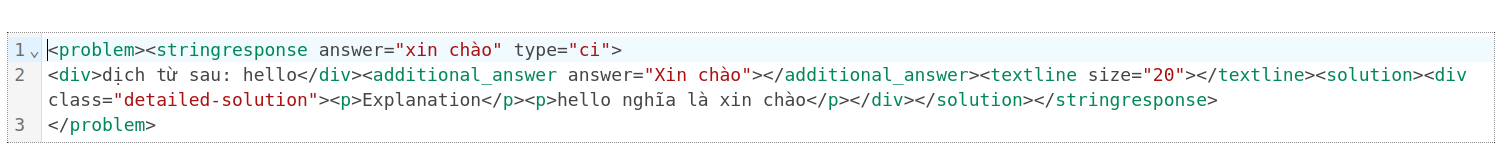 1 <problem><stringresponse answer="xin chào" type="ci">
2 <div>dịch từ sau: hello</div><additional_answer answer="Xin chào"></additional_answer><textline size="20"></textline><solution><div
class="detailed-solution"><p>Explanation</p><p>hello nghĩa là xin chào</p></div></solution></stringresponse>
3 </problem>